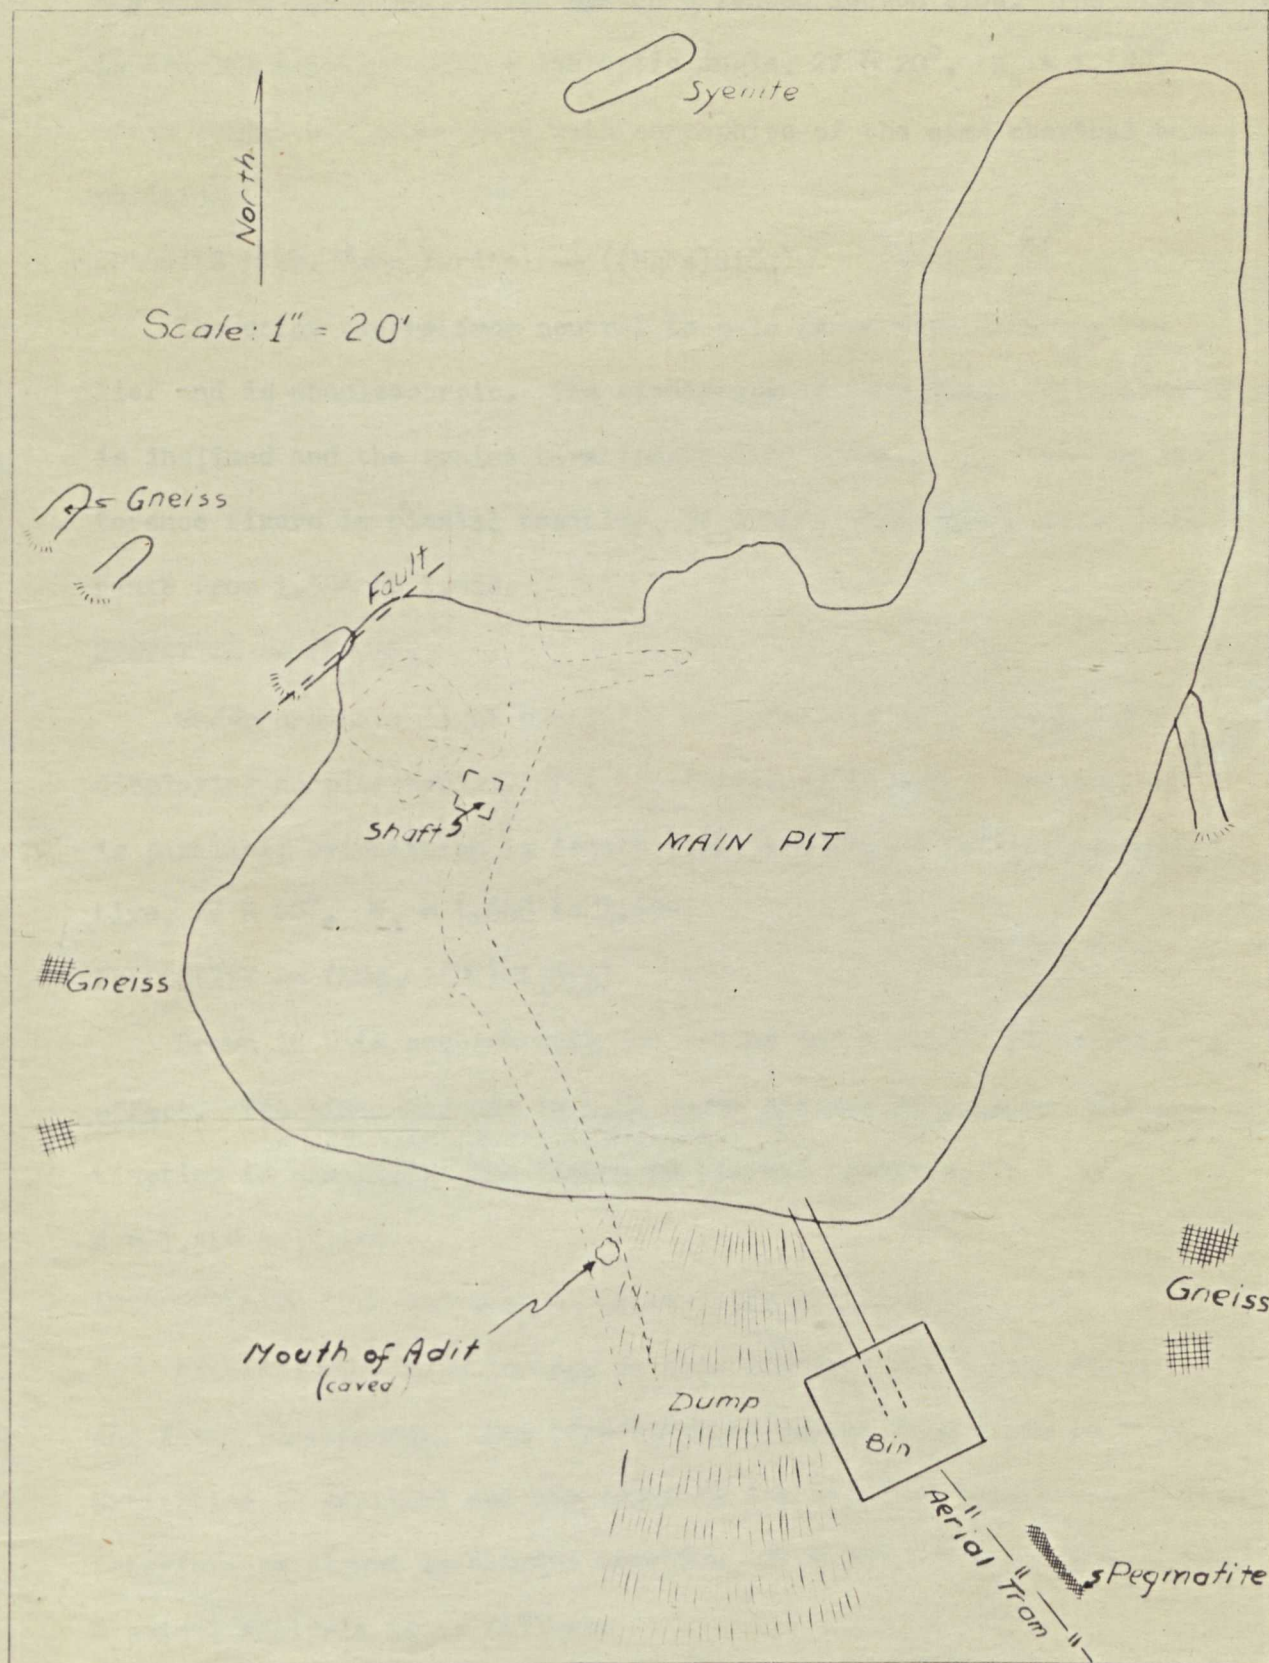 Syenite
North
Scale: 1" = 20'
Gneiss
Fault
Shaft
MAIN PIT
Gneiss
Gneiss
Mouth of Adit
(caved)
Dump
Bin
Aerial Tram
Pegmatite